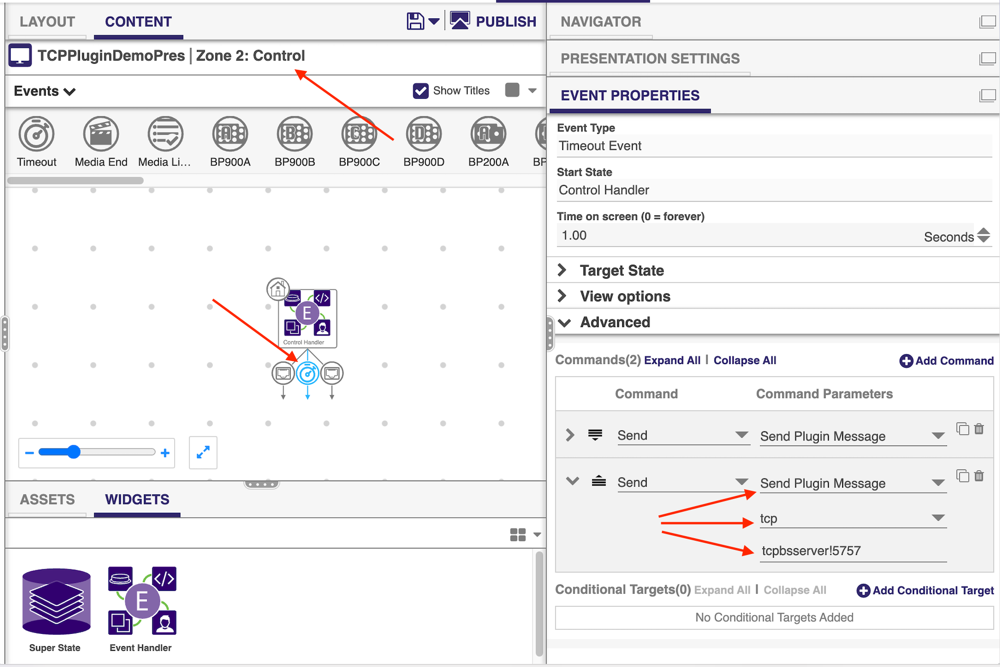 LAYOUT
CONTENT
PUBLISH
TCPPluginDemoPres | Zone 2: Control
Events
Show Titles
Timeout
Media End
Media Li...
BP900A
BP900B
BP900C
BP900D
BP200A
BP
Control Handler
ASSETS
WIDGETS
Super State
Event Handler
NAVIGATOR
PRESENTATION SETTINGS
EVENT PROPERTIES
Event Type
Timeout Event
Start State
Control Handler
Time on screen (0 = forever)
1.00
Seconds
Target State
View options
Advanced
Commands(2) Expand All | Collapse All
Add Command
Command
Command Parameters
Send
Send Plugin Message
Send
Send Plugin Message
tcp
tcpbsserver!5757
Conditional Targets(0) Expand All | Collapse All
Add Conditional Target
No Conditional Targets Added